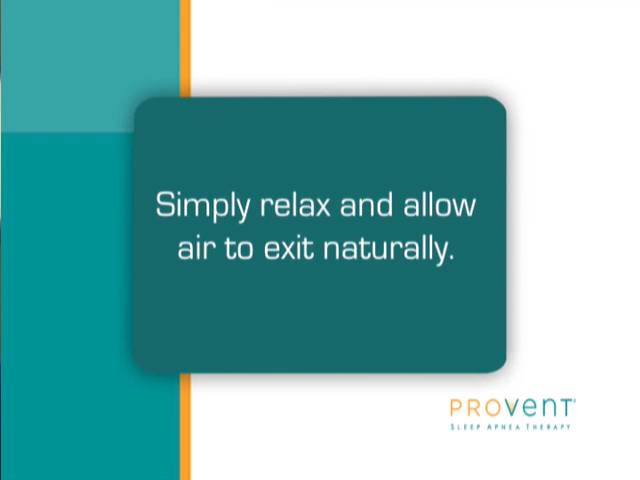 Simply relax and allow
air to exit naturally.
PROVENT
SLEEP APNEA THERAPY